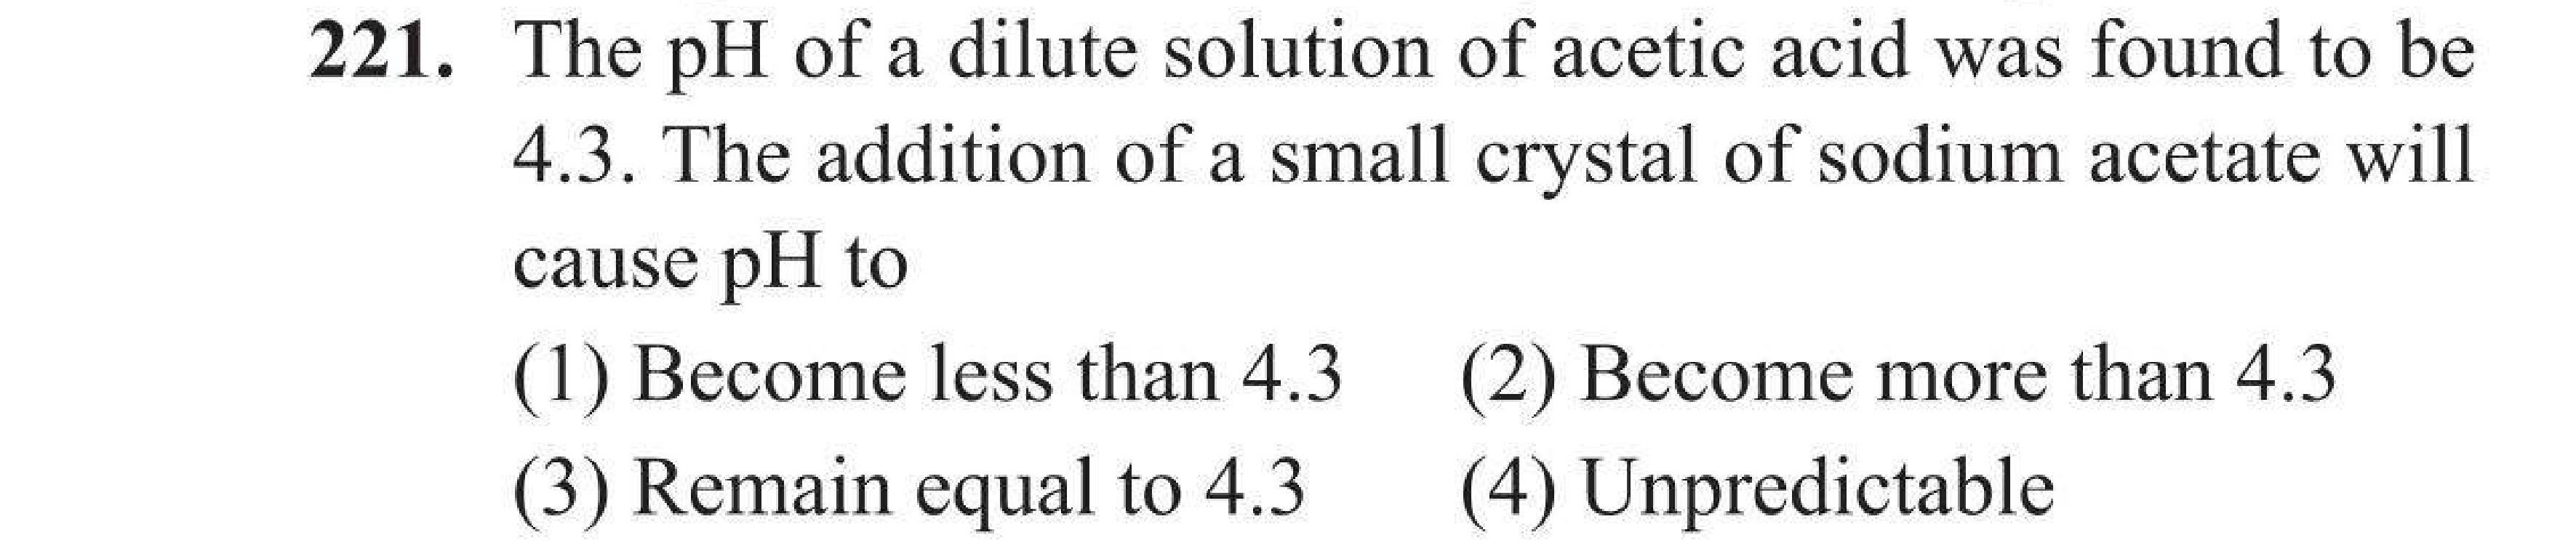 221. The pH of a dilute solution of acetic acid was found to be
4.3. The addition of a small crystal of sodium acetate will
cause pH to
(1) Become less than 4.3 (2) Become more than 4.3
(3) Remain equal to 4.3 (4) Unpredictable